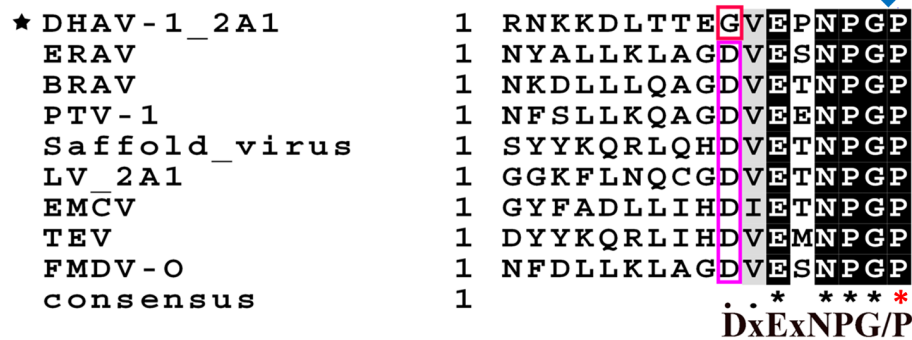 ★ DHAV-1_2A1 1 RNKKDLTTEGVEPNPGP
ERAV 1 NYALLKLAGDVESNPGP
BRAV 1 NKDLLLQAGDVETNPGP
PTV-1 1 NFSLLKQAGDVEENPGP
Saffold_virus 1 SYYKQRLQHDVETNPGP
LV_2A1 1 GGKFLNQCGDVETNPGP
EMCV 1 GYFADLLIHDIETNPGP
TEV 1 DYYKQRLIHDVEMNPGP
FMDV-O 1 NFDLLKLAGDVESNPGP
consensus 1 . . * * * * *
DxExNPG/P